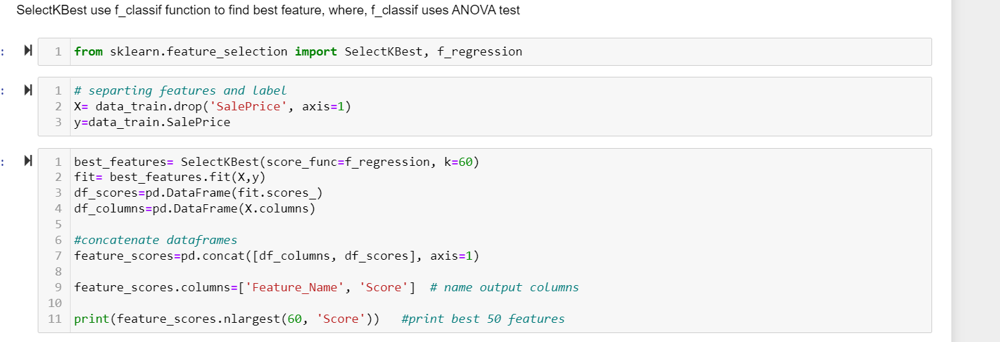 SelectKBest use f_classif function to find best feature, where, f_classif uses ANOVA test
: 1 from sklearn.feature_selection import SelectKBest, f_regression
: 1 # separting features and label
2 X= data_train.drop('SalePrice', axis=1)
3 y=data_train.SalePrice
: 1 best_features= SelectKBest(score_func=f_regression, k=60)
2 fit= best_features.fit(X,y)
3 df_scores=pd.DataFrame(fit.scores_)
4 df_columns=pd.DataFrame(X.columns)
5
6 #concatenate dataframes
7 feature_scores=pd.concat([df_columns, df_scores], axis=1)
8
9 feature_scores.columns=['Feature_Name', 'Score']  # name output columns
10
11 print(feature_scores.nlargest(60, 'Score'))   #print best 50 features